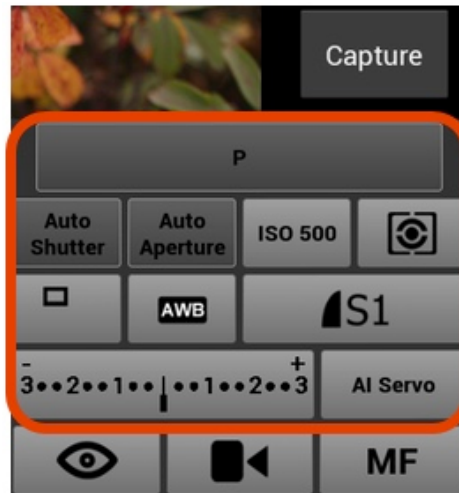 Capture
P
Auto
Shutter
Auto
Aperture
ISO 500
AWB
S1
- +
3••2••1••|••1••2••3
AI Servo
MF